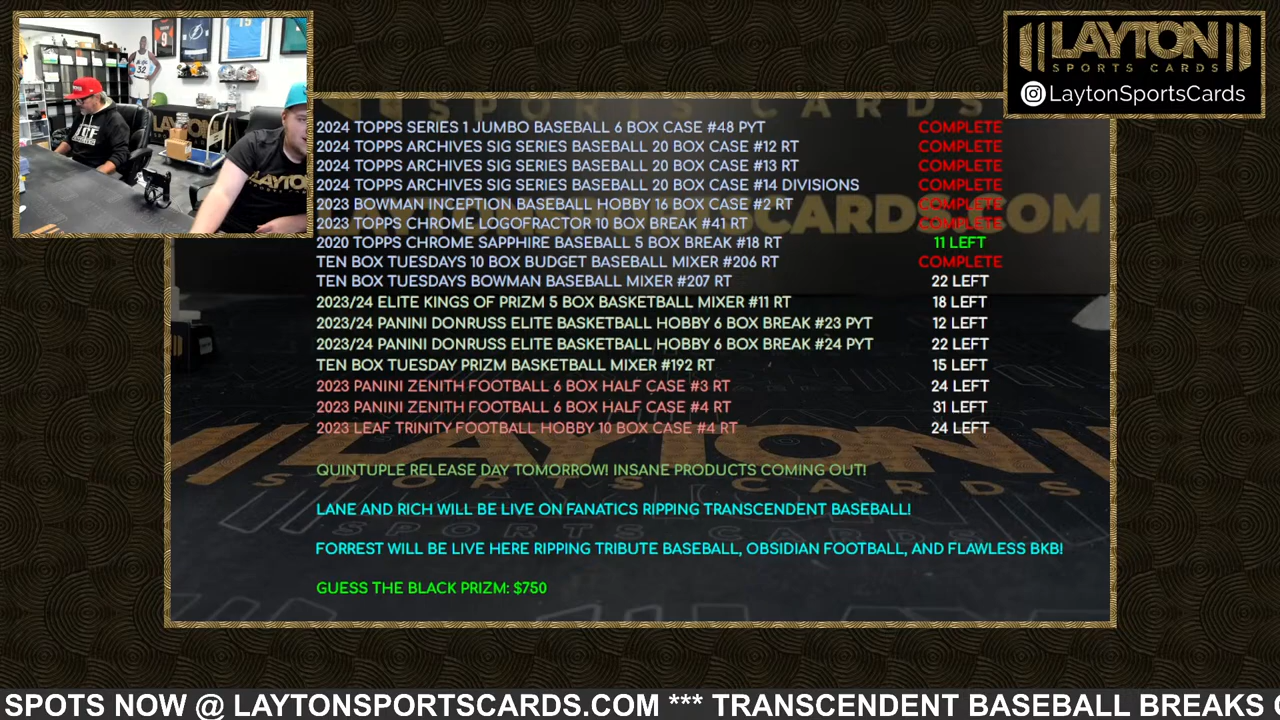 LAYTON
SPORTS CARDS
LaytonSportsCards
2024 TOPPS SERIES 1 JUMBO BASEBALL 6 BOX CASE #48 PYT COMPLETE
2024 TOPPS ARCHIVES SIG SERIES BASEBALL 20 BOX CASE #12 RT COMPLETE
2024 TOPPS ARCHIVES SIG SERIES BASEBALL 20 BOX CASE #13 RT COMPLETE
2024 TOPPS ARCHIVES SIG SERIES BASEBALL 20 BOX CASE #14 DIVISIONS COMPLETE
2023 BOWMAN INCEPTION BASEBALL HOBBY 16 BOX CASE #2 RT COMPLETE
2023 TOPPS CHROME LOGOFRACTOR 10 BOX BREAK #41 RT COMPLETE
2020 TOPPS CHROME SAPPHIRE BASEBALL 5 BOX BREAK #18 RT 11 LEFT
TEN BOX TUESDAYS 10 BOX BUDGET BASEBALL MIXER #206 RT COMPLETE
TEN BOX TUESDAYS BOWMAN BASEBALL MIXER #207 RT 22 LEFT
2023/24 ELITE KINGS OF PRIZM 5 BOX BASKETBALL MIXER #11 RT 18 LEFT
2023/24 PANINI DONRUSS ELITE BASKETBALL HOBBY 6 BOX BREAK #23 PYT 12 LEFT
2023/24 PANINI DONRUSS ELITE BASKETBALL HOBBY 6 BOX BREAK #24 PYT 22 LEFT
TEN BOX TUESDAY PRIZM BASKETBALL MIXER #192 RT 15 LEFT
2023 PANINI ZENITH FOOTBALL 6 BOX HALF CASE #3 RT 24 LEFT
2023 PANINI ZENITH FOOTBALL 6 BOX HALF CASE #4 RT 31 LEFT
2023 LEAF TRINITY FOOTBALL HOBBY 10 BOX CASE #4 RT 24 LEFT
QUINTUPLE RELEASE DAY TOMORROW! INSANE PRODUCTS COMING OUT!
LANE AND RICH WILL BE LIVE ON FANATICS RIPPING TRANSCENDENT BASEBALL!
FORREST WILL BE LIVE HERE RIPPING TRIBUTE BASEBALL, OBSIDIAN FOOTBALL, AND FLAWLESS BKB!
GUESS THE BLACK PRIZM: $750
SPOTS NOW @ LAYTONSPORTSCARDS.COM *** TRANSCENDENT BASEBALL BREAKS